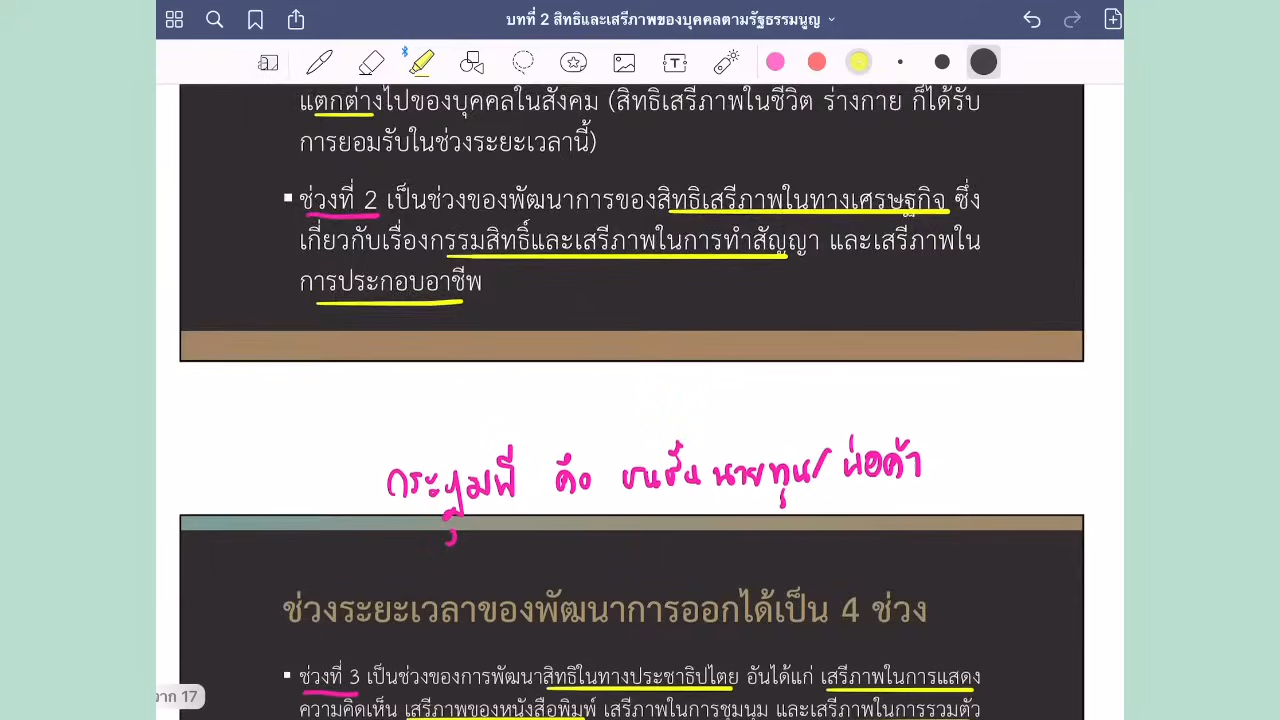 บทที่ 2 สิทธิและเสรีภาพของบุคคลตามรัฐธรรมนูญ
แตกต่างไปของบุคคลในสังคม (สิทธิเสรีภาพในชีวิต ร่างกาย ก็ได้รับ
การยอมรับในช่วงระยะเวลานี้)
▪ ช่วงที่ 2 เป็นช่วงของพัฒนาการของสิทธิเสรีภาพในทางเศรษฐกิจ ซึ่ง
เกี่ยวกับเรื่องกรรมสิทธิ์และเสรีภาพในการทำสัญญา และเสรีภาพใน
การประกอบอาชีพ
กระฎุมพี คือ ชนชั้นนายทุน/พ่อค้า
ช่วงระยะเวลาของพัฒนาการออกได้เป็น 4 ช่วง
▪ ช่วงที่ 3 เป็นช่วงของการพัฒนาสิทธิในทางประชาธิปไตย อันได้แก่ เสรีภาพในการแสดง
จาก 17
ความคิดเห็น เสรีภาพของหนังสือพิมพ์ เสรีภาพในการชุมนุม และเสรีภาพในการรวมตัว